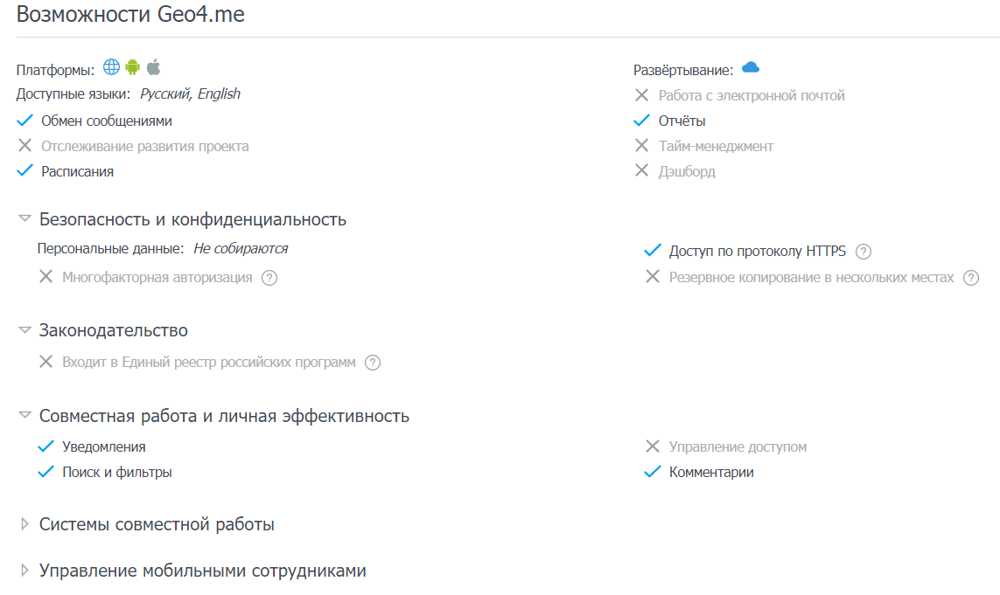 Возможности Geo4.me
Платформы:
Развёртывание:
Доступные языки: Русский, English
Работа с электронной почтой
Обмен сообщениями
Отчёты
Отслеживание развития проекта
Тайм-менеджмент
Расписания
Дэшборд
Безопасность и конфиденциальность
Персональные данные: Не собираются
Доступ по протоколу HTTPS ?
Многофакторная авторизация ?
Резервное копирование в нескольких местах ?
Законодательство
Входит в Единый реестр российских программ ?
Совместная работа и личная эффективность
Уведомления
Управление доступом
Поиск и фильтры
Комментарии
Системы совместной работы
Управление мобильными сотрудниками